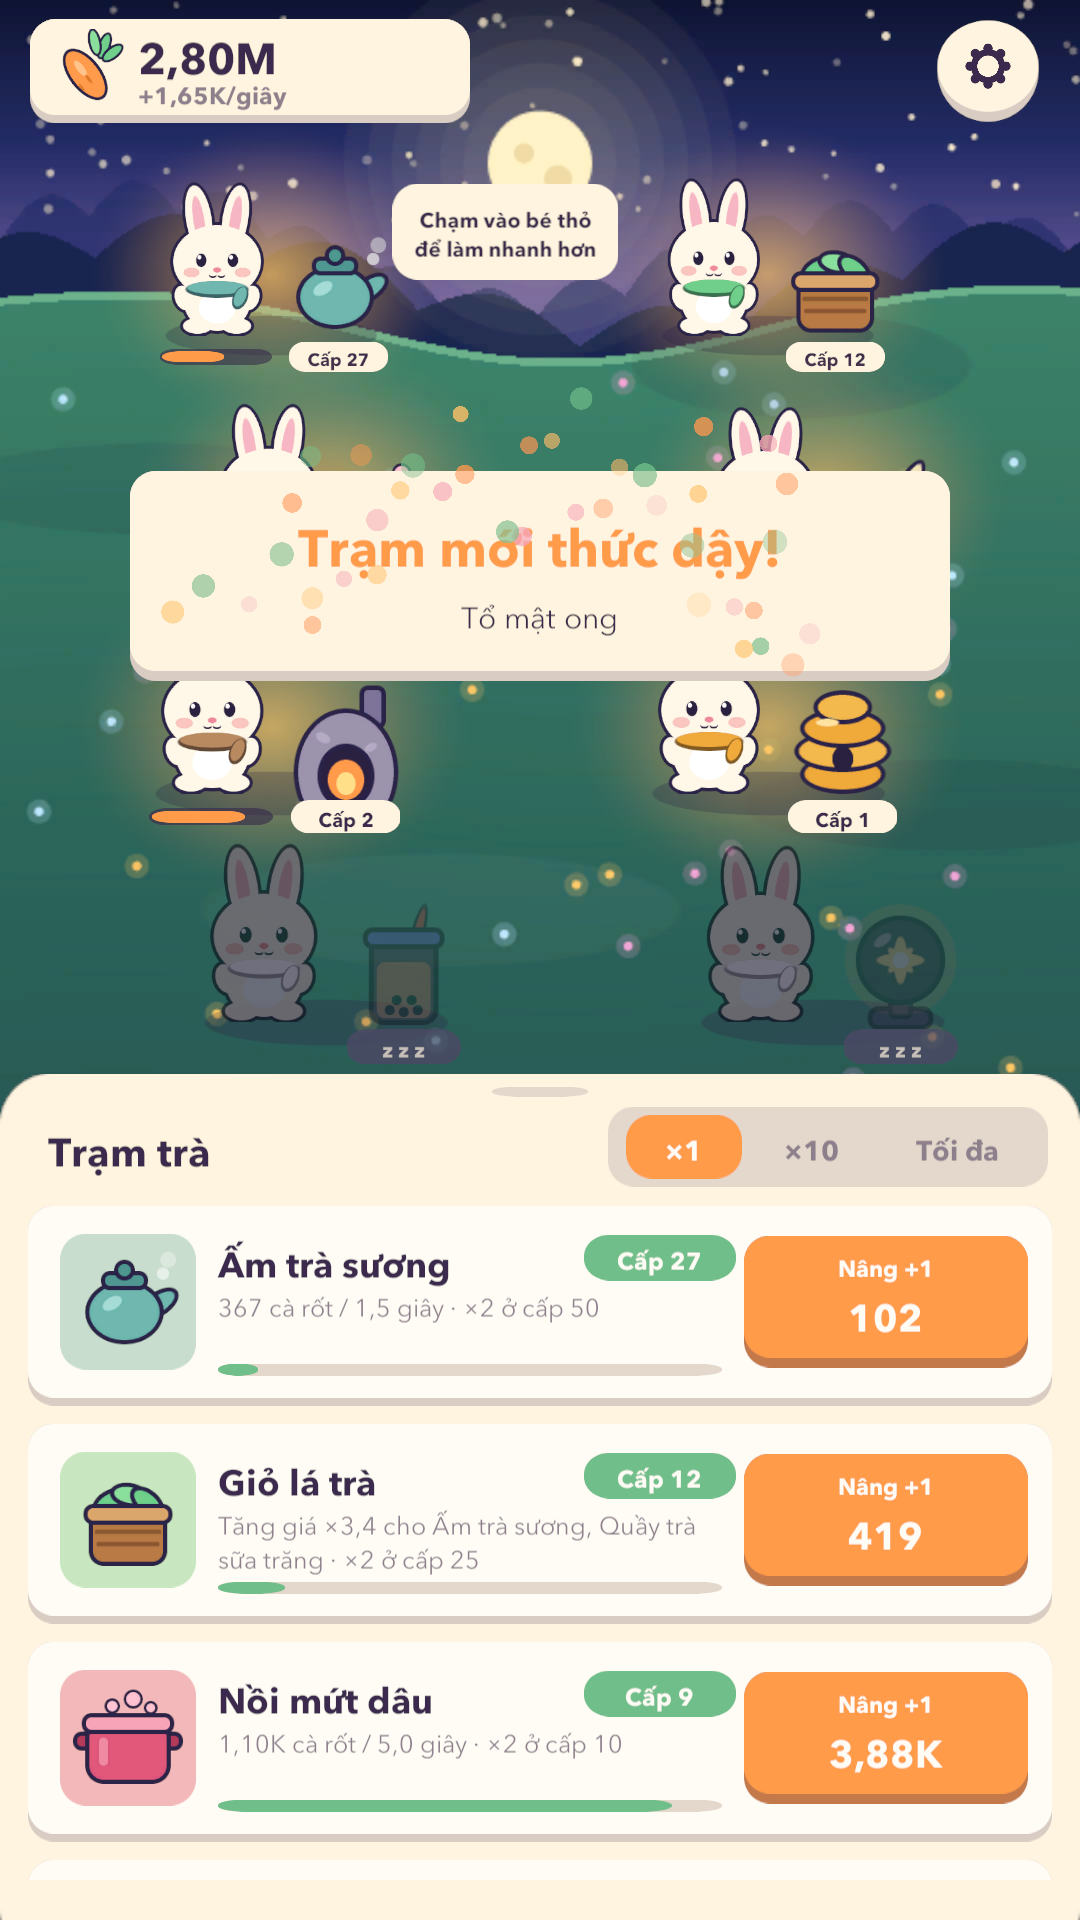 2,80M
+1,65K/giây
Chạm vào bé thỏ
để làm nhanh hơn
Cấp 27
Cấp 12
Trạm mới thức dậy!
Tổ mật ong
Cấp 2
Cấp 1
z z z
z z z
Trạm trà
×1
×10
Tối đa
Ấm trà sương
Cấp 27
367 cà rốt / 1,5 giây · ×2 ở cấp 50
Nâng +1
102
Giỏ lá trà
Cấp 12
Tăng giá ×3,4 cho Ấm trà sương, Quầy trà
sữa trăng · ×2 ở cấp 25
Nâng +1
419
Nồi mứt dâu
Cấp 9
1,10K cà rốt / 5,0 giây · ×2 ở cấp 10
Nâng +1
3,88K